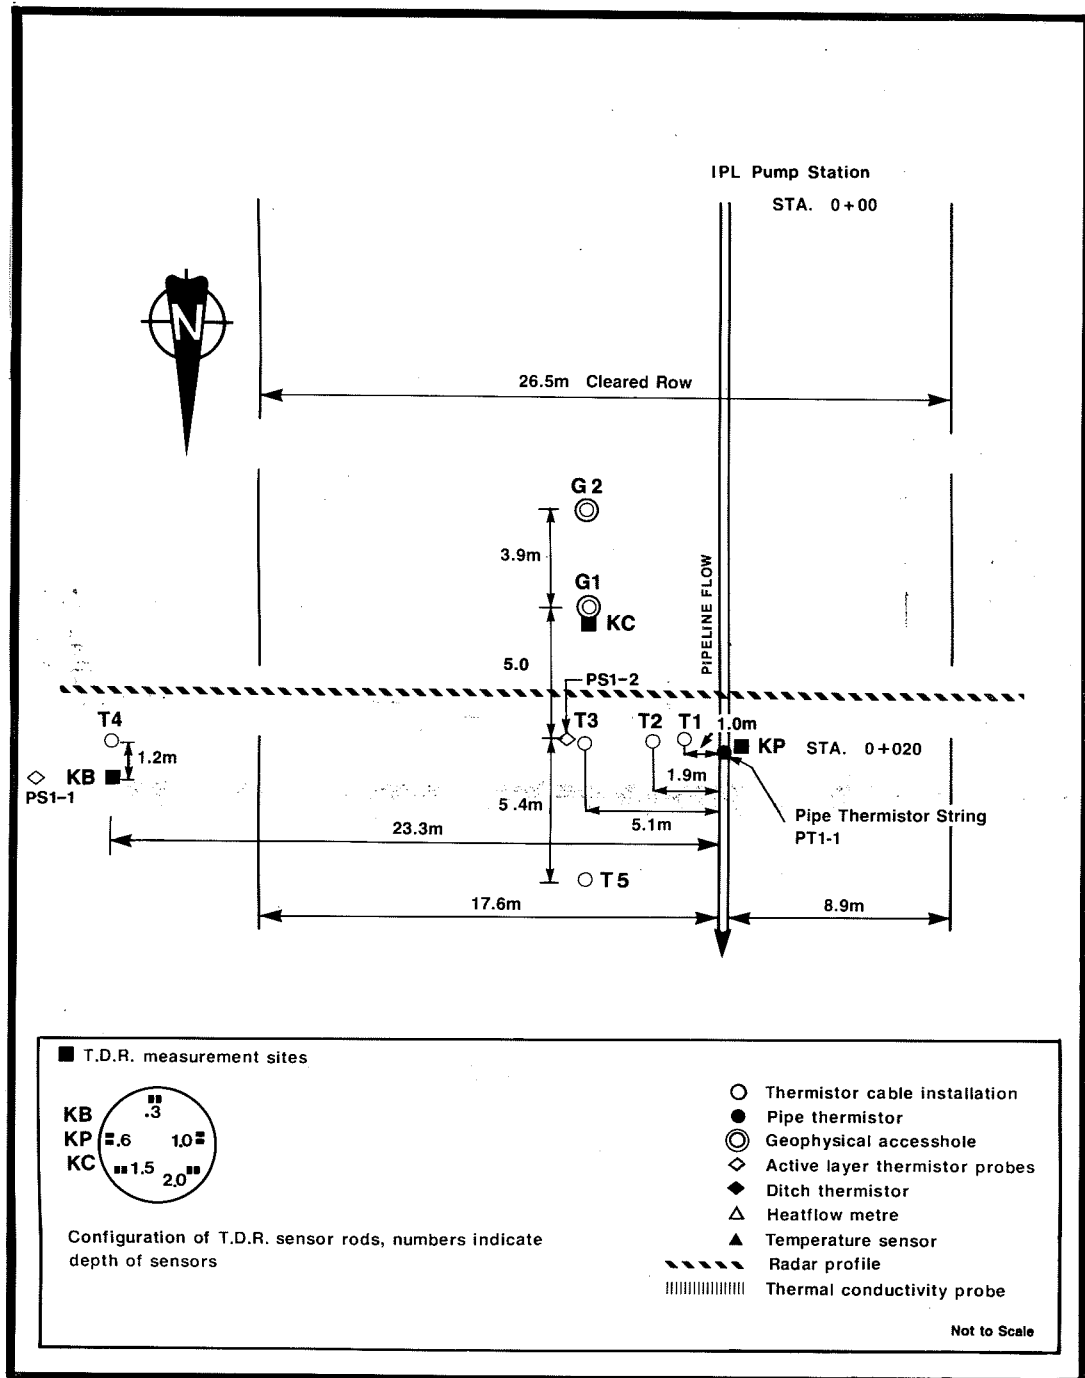 IPL Pump Station
STA. 0+00
N
26.5m Cleared Row
G2
3.9m
G1
KC
PIPELINE FLOW
5.0
PS1-2
T4
T3
T2
T1
1.0m
KP STA. 0+020
1.2m
KB
PS1-1
1.9m
5.4m
5.1m
Pipe Thermistor String
PT1-1
23.3m
T5
17.6m
8.9m
T.D.R. measurement sites
KB
KP
KC
.3
.6
1.0
1.5
2.0
Configuration of T.D.R. sensor rods, numbers indicate
depth of sensors
Thermistor cable installation
Pipe thermistor
Geophysical accesshole
Active layer thermistor probes
Ditch thermistor
Heatflow metre
Temperature sensor
Radar profile
Thermal conductivity probe
Not to Scale